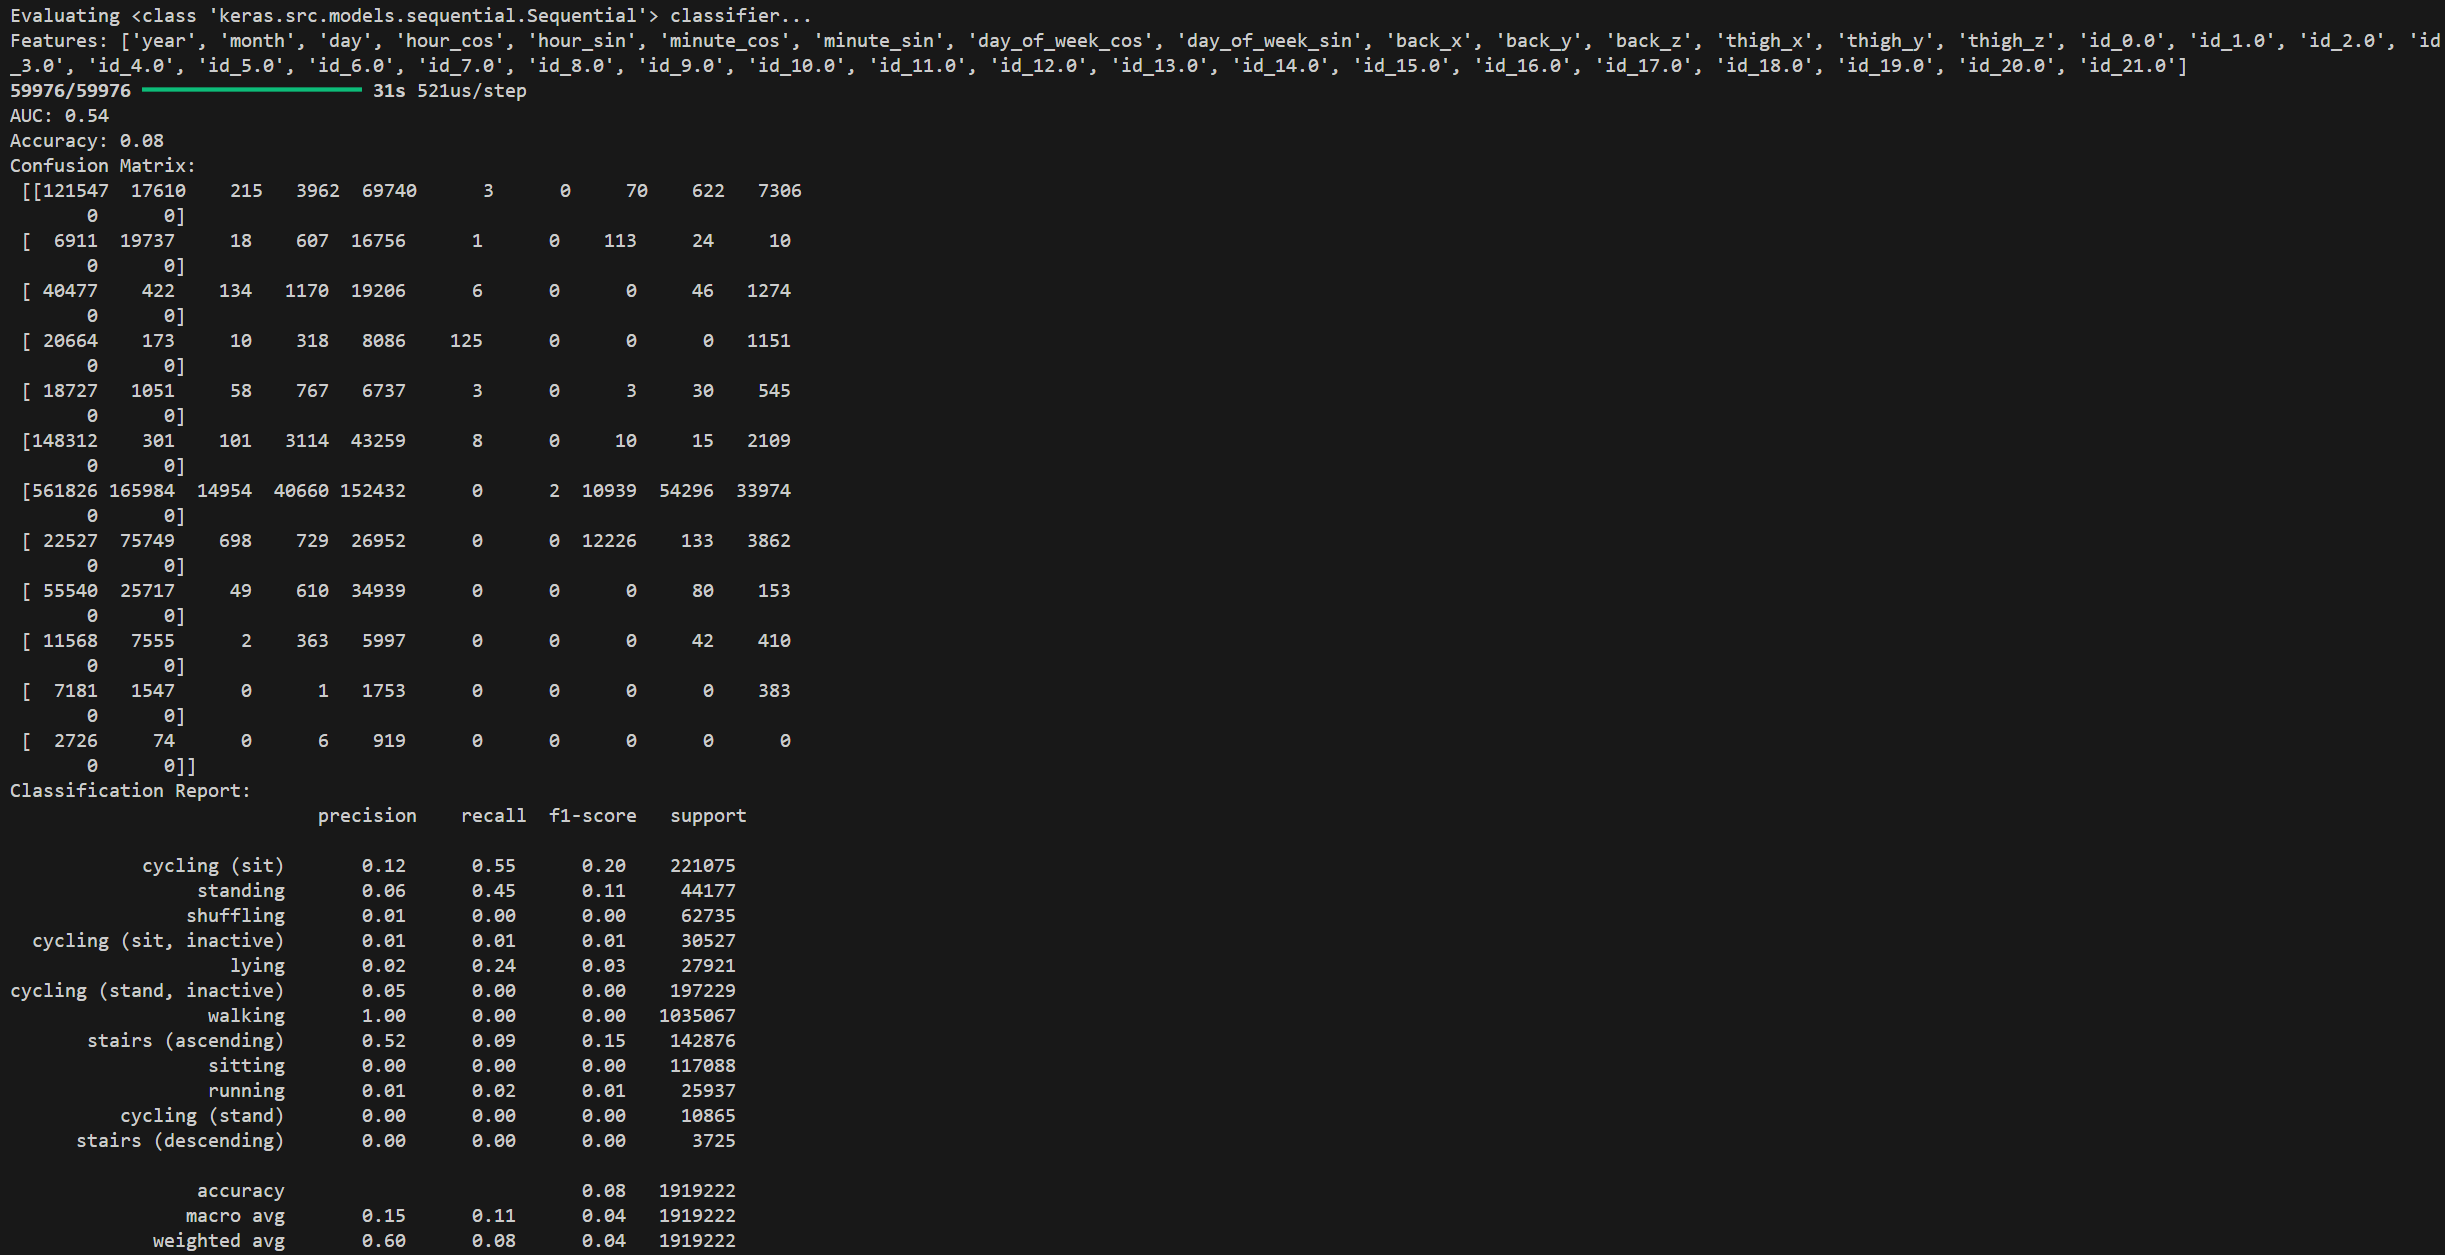 Evaluating <class 'keras.src.models.sequential.Sequential'> classifier...
Features: ['year', 'month', 'day', 'hour_cos', 'hour_sin', 'minute_cos', 'minute_sin', 'day_of_week_cos', 'day_of_week_sin', 'back_x', 'back_y', 'back_z', 'thigh_x', 'thigh_y', 'thigh_z', 'id_0.0', 'id_1.0', 'id_2.0', 'id
_3.0', 'id_4.0', 'id_5.0', 'id_6.0', 'id_7.0', 'id_8.0', 'id_9.0', 'id_10.0', 'id_11.0', 'id_12.0', 'id_13.0', 'id_14.0', 'id_15.0', 'id_16.0', 'id_17.0', 'id_18.0', 'id_19.0', 'id_20.0', 'id_21.0']
59976/59976 31s 521us/step
AUC: 0.54
Accuracy: 0.08
Confusion Matrix:
[[121547 17610 215 3962 69740 3 0 70 622 7306
0 0]
[ 6911 19737 18 607 16756 1 0 113 24 10
0 0]
[ 40477 422 134 1170 19206 6 0 0 46 1274
0 0]
[ 20664 173 10 318 8086 125 0 0 0 1151
0 0]
[ 18727 1051 58 767 6737 3 0 3 30 545
0 0]
[148312 301 101 3114 43259 8 0 10 15 2109
0 0]
[561826 165984 14954 40660 152432 0 2 10939 54296 33974
0 0]
[ 22527 75749 698 729 26952 0 0 12226 133 3862
0 0]
[ 55540 25717 49 610 34939 0 0 0 80 153
0 0]
[ 11568 7555 2 363 5997 0 0 0 42 410
0 0]
[ 7181 1547 0 1 1753 0 0 0 0 383
0 0]
[ 2726 74 0 6 919 0 0 0 0 0
0 0]]
Classification Report:
precision recall f1-score support
cycling (sit) 0.12 0.55 0.20 221075
standing 0.06 0.45 0.11 44177
shuffling 0.01 0.00 0.00 62735
cycling (sit, inactive) 0.01 0.01 0.01 30527
lying 0.02 0.24 0.03 27921
cycling (stand, inactive) 0.05 0.00 0.00 197229
walking 1.00 0.00 0.00 1035067
stairs (ascending) 0.52 0.09 0.15 142876
sitting 0.00 0.00 0.00 117088
running 0.01 0.02 0.01 25937
cycling (stand) 0.00 0.00 0.00 10865
stairs (descending) 0.00 0.00 0.00 3725
accuracy 0.08 1919222
macro avg 0.15 0.11 0.04 1919222
weighted avg 0.60 0.08 0.04 1919222